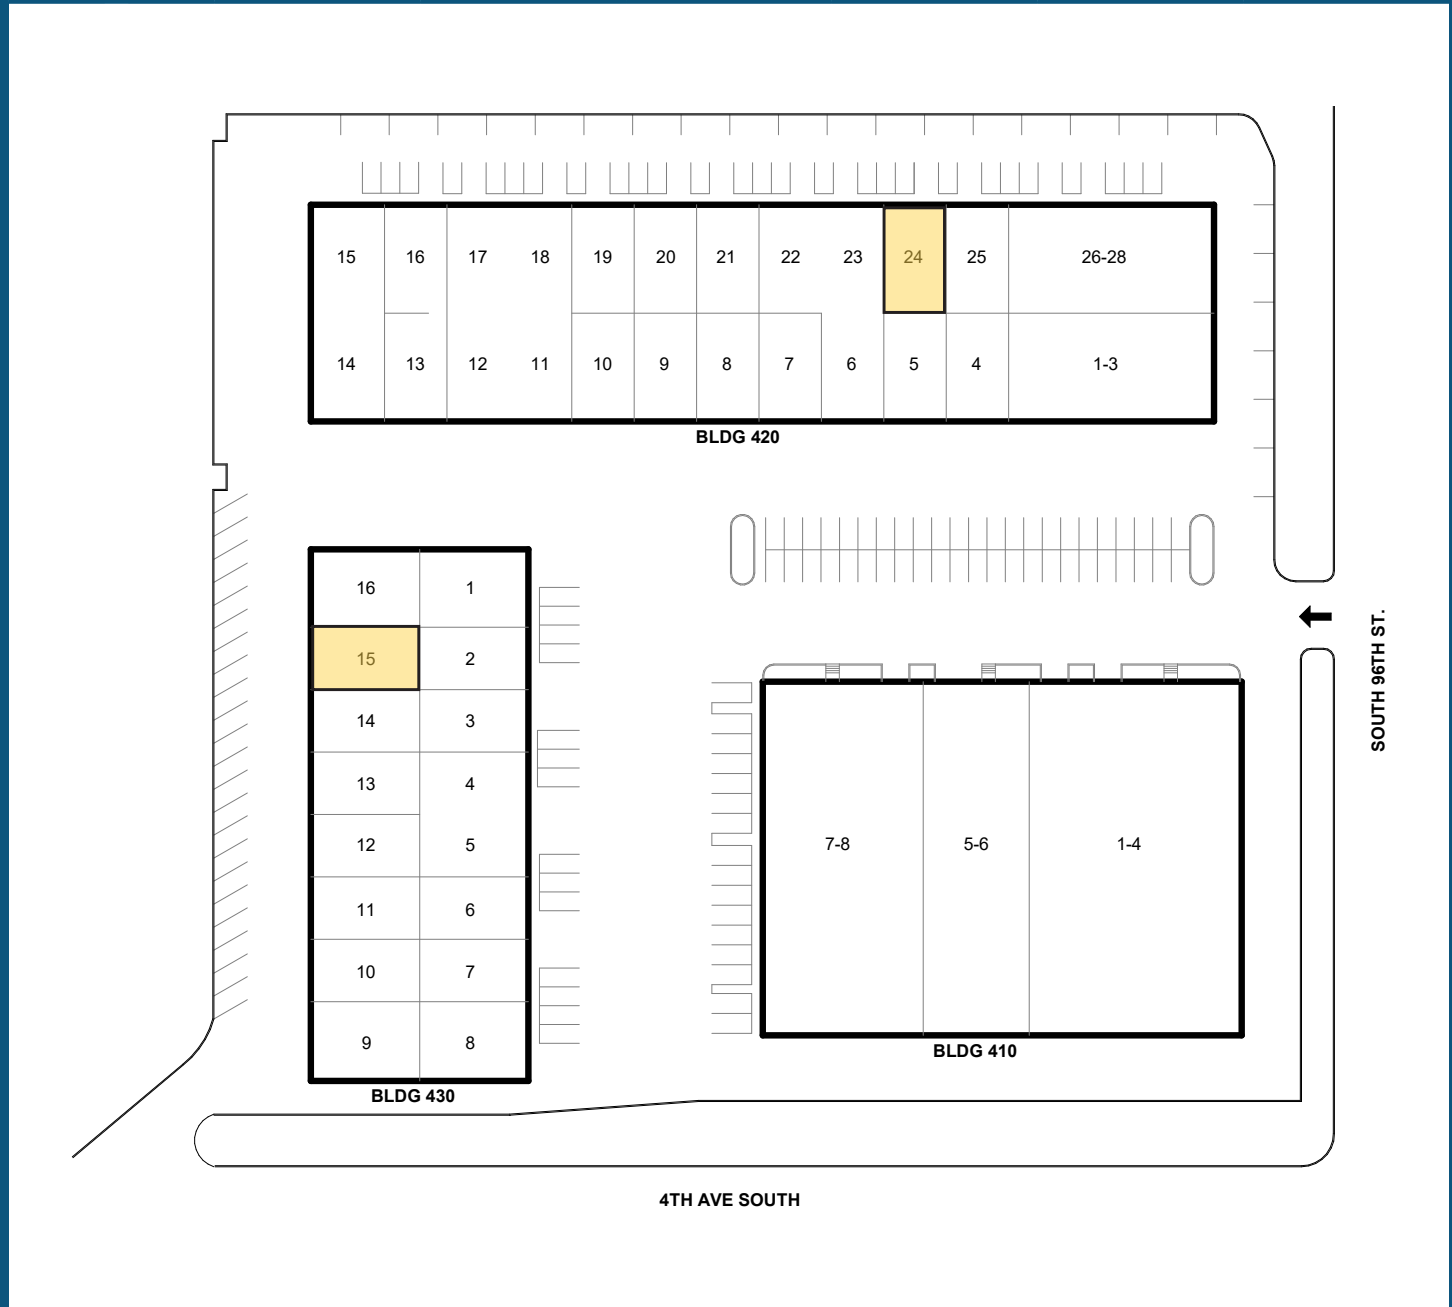 15 16 17 18 19 20 21 22 23 24 25 26-28
14 13 12 11 10 9 8 7 6 5 4 1-3
BLDG 420
16 1
15 2
14 3
13 4
12 5
11 6
10 7
9 8
BLDG 430
7-8 5-6 1-4
BLDG 410
SOUTH 96TH ST.
4TH AVE SOUTH